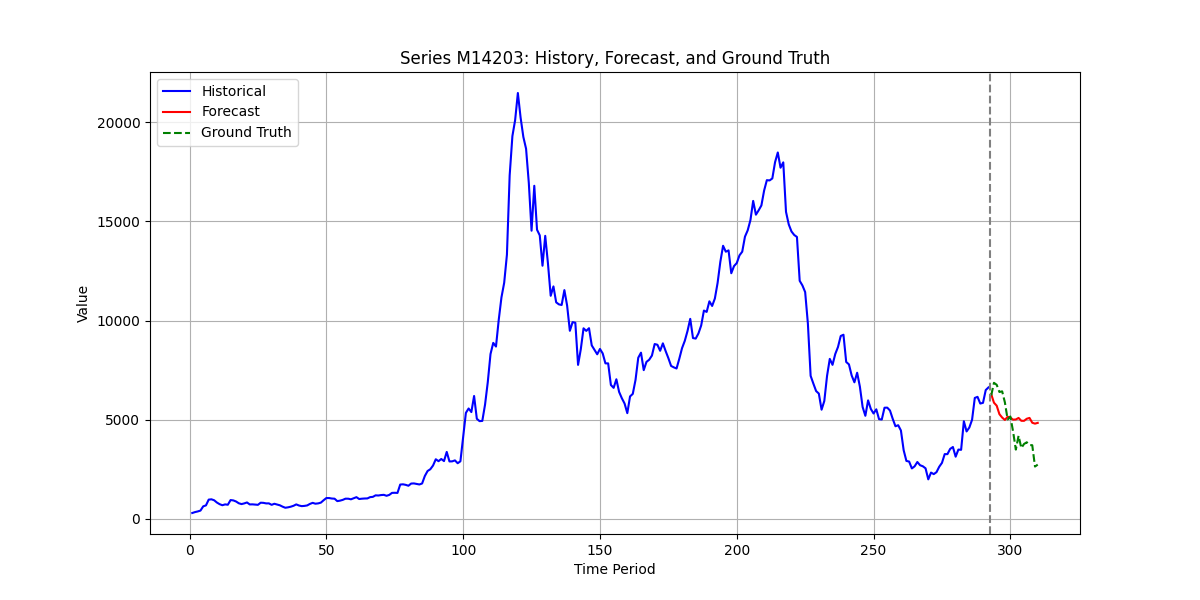 Series M14203: History, Forecast, and Ground Truth
Historical
Forecast
Ground Truth
Value
20000
15000
10000
5000
0
0 50 100 150 200 250 300
Time Period